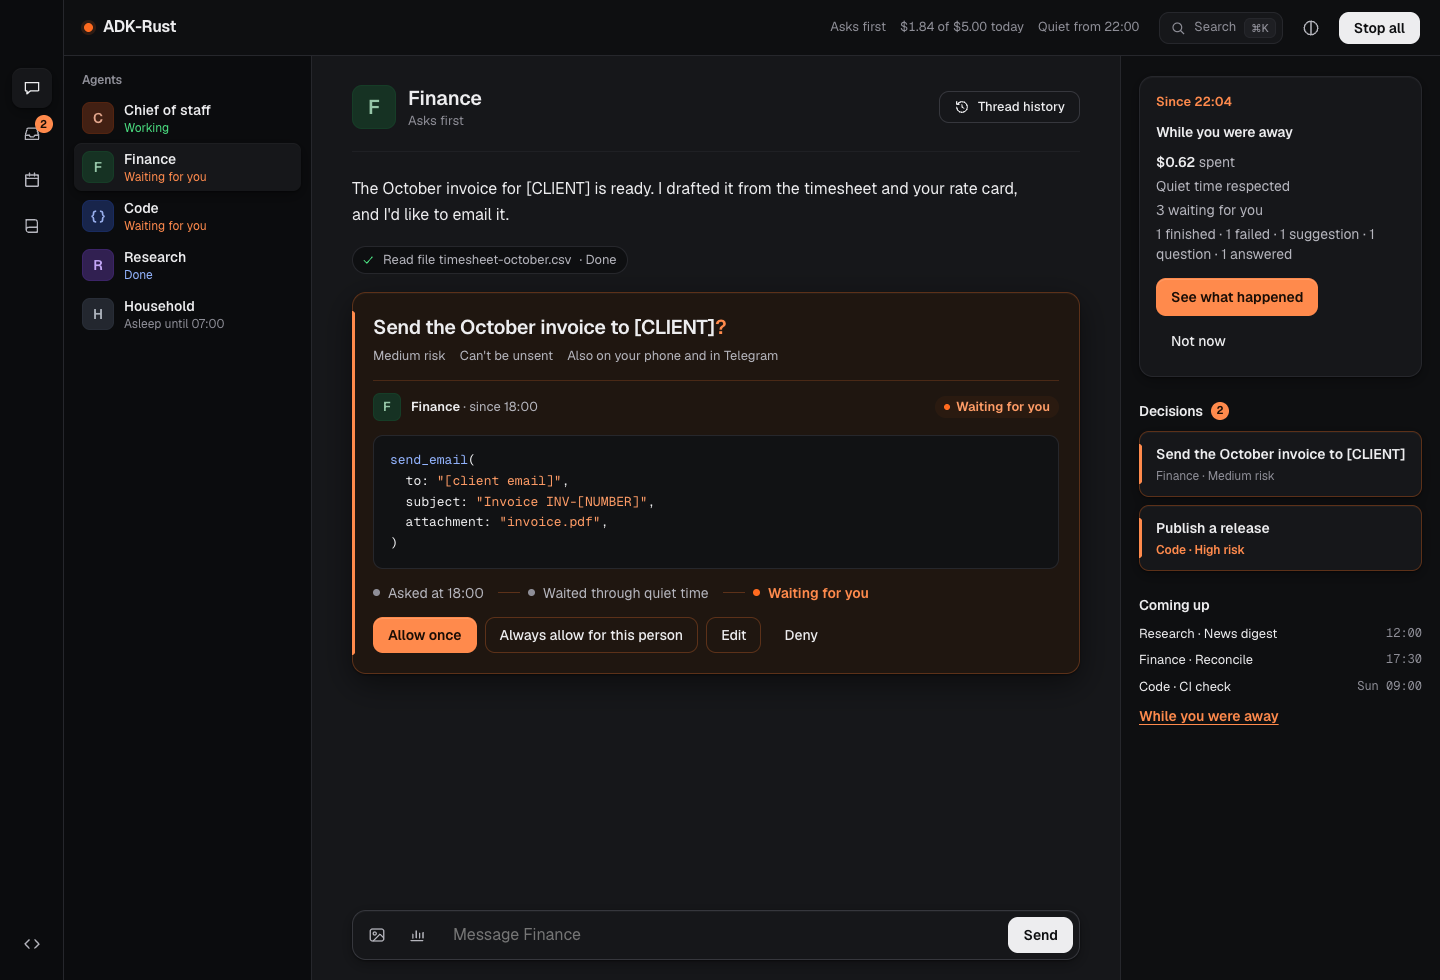 ADK-Rust
Asks first
$1.84 of $5.00 today
Quiet from 22:00
Search ⌘K
Stop all
2
Agents
C
Chief of staff
Working
F
Finance
Waiting for you
{}
Code
Waiting for you
R
Research
Done
H
Household
Asleep until 07:00
F
Finance
Asks first
Thread history
The October invoice for [CLIENT] is ready. I drafted it from the timesheet and your rate card,
and I'd like to email it.
Read file timesheet-october.csv · Done
Send the October invoice to [CLIENT]?
Medium risk Can't be unsent Also on your phone and in Telegram
F
Finance · since 18:00
Waiting for you
send_email(
to: "[client email]",
subject: "Invoice INV-[NUMBER]",
attachment: "invoice.pdf",
)
Asked at 18:00
Waited through quiet time
Waiting for you
Allow once
Always allow for this person
Edit
Deny
Message Finance
Send
Since 22:04
While you were away
$0.62 spent
Quiet time respected
3 waiting for you
1 finished · 1 failed · 1 suggestion · 1
question · 1 answered
See what happened
Not now
Decisions 2
Send the October invoice to [CLIENT]
Finance · Medium risk
Publish a release
Code · High risk
Coming up
Research · News digest 12:00
Finance · Reconcile 17:30
Code · CI check Sun 09:00
While you were away